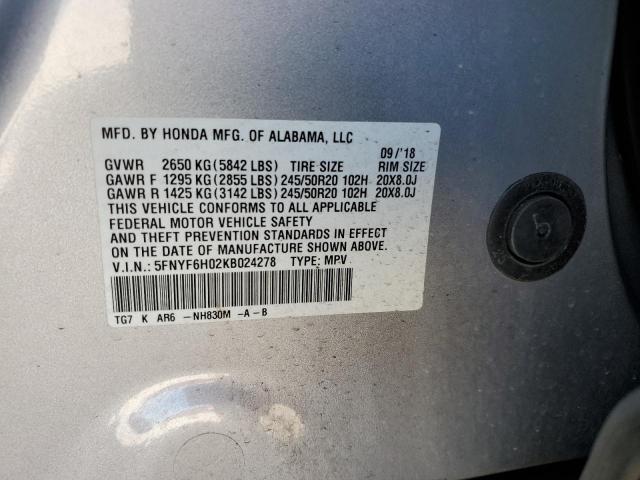 MFD. BY HONDA MFG. OF ALABAMA, LLC
09/'18
GVWR 2650 KG(5842 LBS) TIRE SIZE RIM SIZE
GAWR F 1295 KG(2855 LBS) 245/50R20 102H 20X8.0J
GAWR R 1425 KG(3142 LBS) 245/50R20 102H 20X8.0J
THIS VEHICLE CONFORMS TO ALL APPLICABLE
FEDERAL MOTOR VEHICLE SAFETY
AND THEFT PREVENTION STANDARDS IN EFFECT
ON THE DATE OF MANUFACTURE SHOWN ABOVE.
V.I.N.: 5FNYF6H02KB024278 TYPE: MPV
TG7 K AR6 -NH830M -A-B